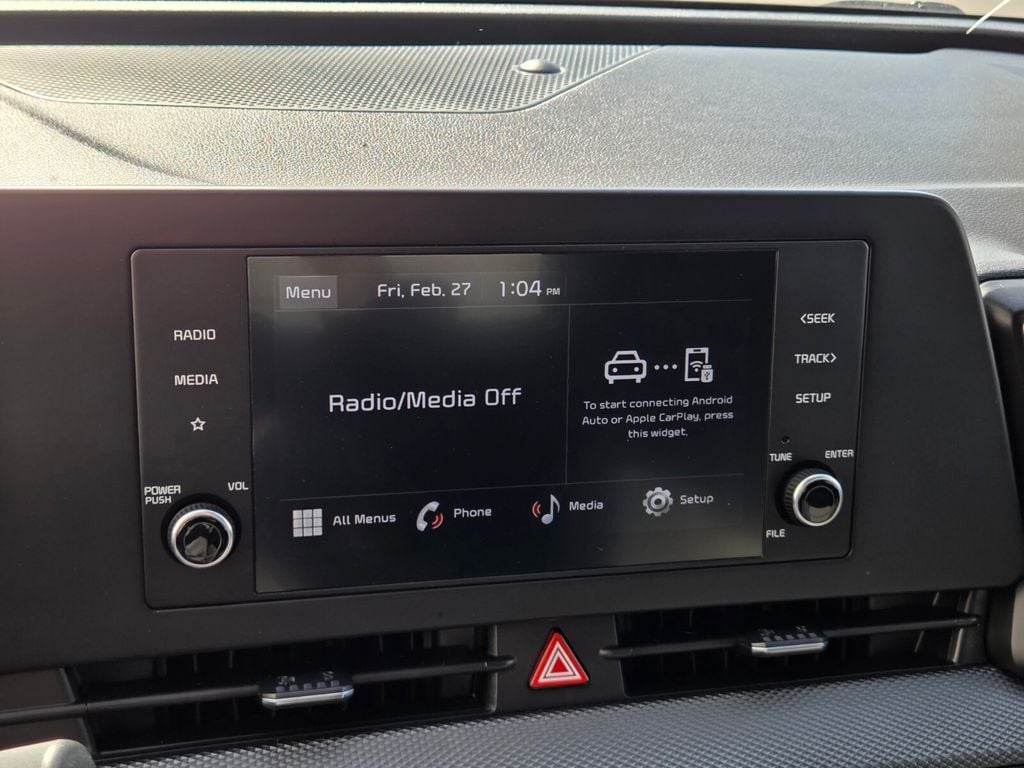 Menu
Fri, Feb. 27
1:04 PM
RADIO
MEDIA
POWER
PUSH
VOL
Radio/Media Off
To start connecting Android
Auto or Apple CarPlay, press
this widget.
All Menus
Phone
Media
Setup
<SEEK
TRACK>
SETUP
TUNE
ENTER
FILE